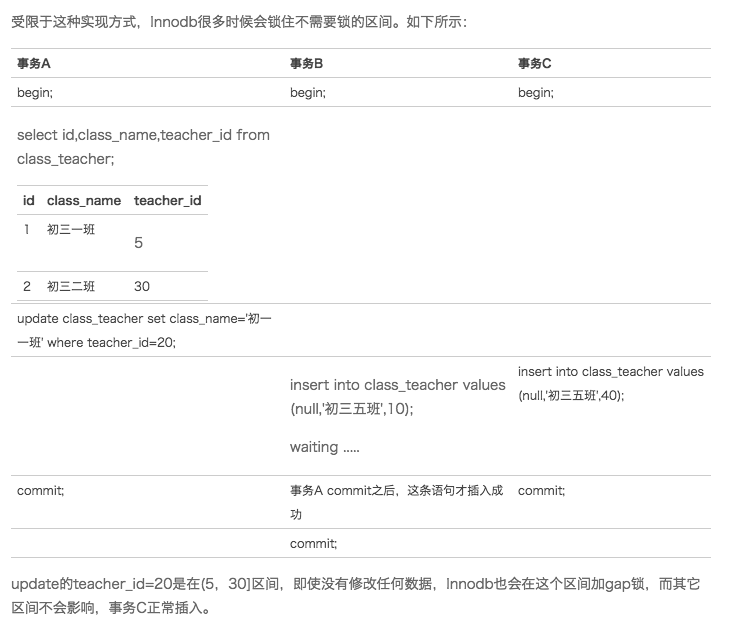 受限于这种实现方式，Innodb很多时候会锁住不需要锁的区间。如下所示：
事务A 事务B 事务C
begin; begin; begin;
select id,class_name,teacher_id from
class_teacher;
id class_name teacher_id
1 初三一班 5
2 初三二班 30
update class_teacher set class_name='初一
一班' where teacher_id=20;
insert into class_teacher values
(null,'初三五班',10);
waiting .....
insert into class_teacher values
(null,'初三五班',40);
commit; 事务A commit之后，这条语句才插入成
功
commit;
commit;
update的teacher_id=20是在(5，30]区间，即使没有修改任何数据，Innodb也会在这个区间加gap锁，而其它
区间不会影响，事务C正常插入。